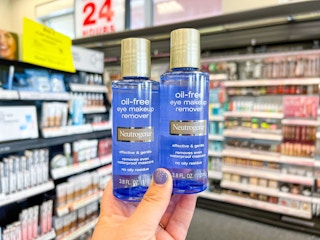 24
HOURS
oil-free
eye makeup
remover
Neutrogena
effective & gentle
removes even
waterproof mascara
no oily residue
oil-free
eye makeup
remover
Neutrogena
effective & gentle
removes even
waterproof mascara
no oily residue